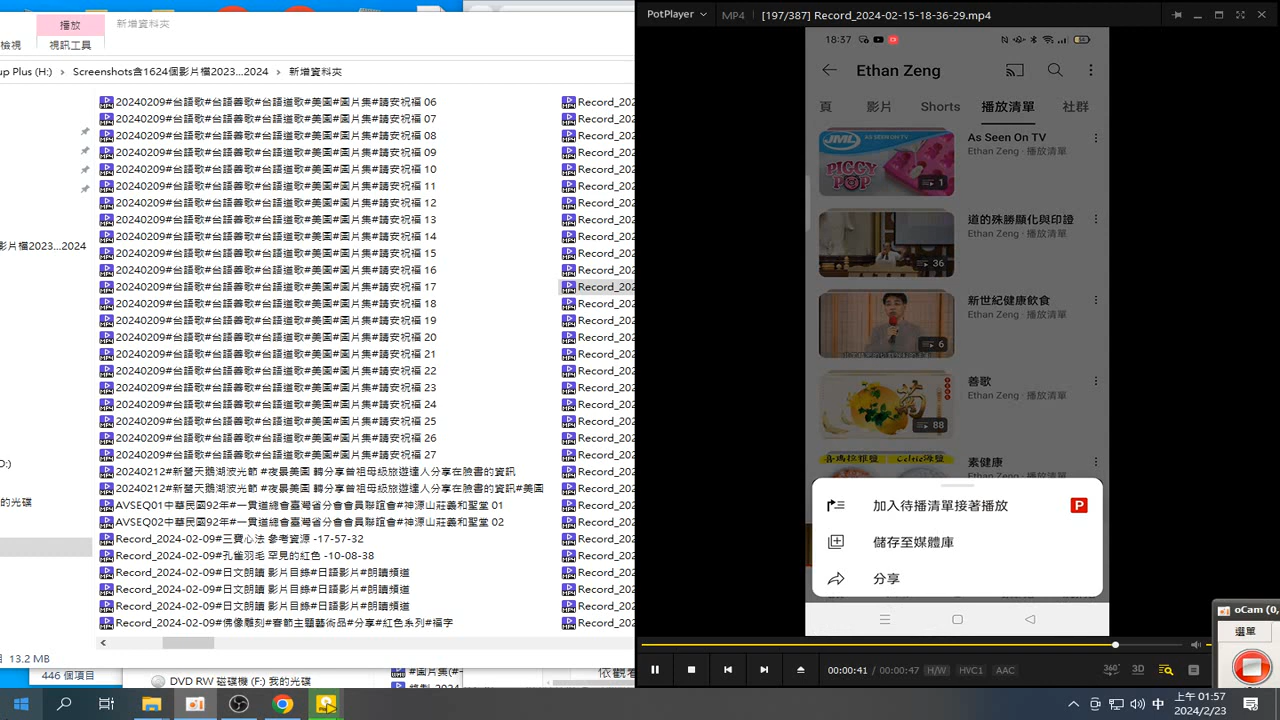 播放
新增資料夾
檢視
視訊工具
up Plus (H:) › Screenshots含1624個影片檔2023...2024 › 新增資料夾
影片檔2023...2024
的光碟
20240209#台語歌#台語善歌#台語道歌#美園#圖片集#請安祝福 06
20240209#台語歌#台語善歌#台語道歌#美園#圖片集#請安祝福 07
20240209#台語歌#台語善歌#台語道歌#美園#圖片集#請安祝福 08
20240209#台語歌#台語善歌#台語道歌#美園#圖片集#請安祝福 09
20240209#台語歌#台語善歌#台語道歌#美園#圖片集#請安祝福 10
20240209#台語歌#台語善歌#台語道歌#美園#圖片集#請安祝福 11
20240209#台語歌#台語善歌#台語道歌#美園#圖片集#請安祝福 12
20240209#台語歌#台語善歌#台語道歌#美園#圖片集#請安祝福 13
20240209#台語歌#台語善歌#台語道歌#美園#圖片集#請安祝福 14
20240209#台語歌#台語善歌#台語道歌#美園#圖片集#請安祝福 15
20240209#台語歌#台語善歌#台語道歌#美園#圖片集#請安祝福 16
20240209#台語歌#台語善歌#台語道歌#美園#圖片集#請安祝福 17
20240209#台語歌#台語善歌#台語道歌#美園#圖片集#請安祝福 18
20240209#台語歌#台語善歌#台語道歌#美園#圖片集#請安祝福 19
20240209#台語歌#台語善歌#台語道歌#美園#圖片集#請安祝福 20
20240209#台語歌#台語善歌#台語道歌#美園#圖片集#請安祝福 21
20240209#台語歌#台語善歌#台語道歌#美園#圖片集#請安祝福 22
20240209#台語歌#台語善歌#台語道歌#美園#圖片集#請安祝福 23
20240209#台語歌#台語善歌#台語道歌#美園#圖片集#請安祝福 24
20240209#台語歌#台語善歌#台語道歌#美園#圖片集#請安祝福 25
20240209#台語歌#台語善歌#台語道歌#美園#圖片集#請安祝福 26
20240209#台語歌#台語善歌#台語道歌#美園#圖片集#請安祝福 27
20240212#新營天鵝湖波光節 #夜景美園 轉分享曾祖母級旅遊達人分享在臉書的資訊
20240212#新營天鵝湖波光節 #夜景美園 轉分享曾祖母級旅遊達人分享在臉書的資訊#美園
AVSEQ01中華民國92年#一貫道總會臺灣省分會會員聯誼會#神源山莊義和聖堂 01
AVSEQ02中華民國92年#一貫道總會臺灣省分會會員聯誼會#神源山莊義和聖堂 02
Record_2024-02-09#三寶心法 參考資源 -17-57-32
Record_2024-02-09#孔雀羽毛 罕見的紅色 -10-08-38
Record_2024-02-09#日文朗讀 影片目錄#日語影片#朗讀頻道
Record_2024-02-09#日文朗讀 影片目錄#日語影片#朗讀頻道
Record_2024-02-09#日文朗讀 影片目錄#日語影片#朗讀頻道
Record_2024-02-09#佛像雕刻#春節主題藝術品#分享#紅色系列#福字
13.2 MB
446 個項目
DVD RW 磁碟機 (F:) 我的光碟
PotPlayer
MP4
[197/387] Record_2024-02-15-18-36-29.mp4
18:37
Ethan Zeng
頁 影片 Shorts 播放清單 社群
As Seen On TV
Ethan Zeng · 播放清單
JML
PIGGY POP
1
道的殊勝顯化與印證
Ethan Zeng · 播放清單
36
新世紀健康飲食
Ethan Zeng · 播放清單
6
善歌
Ethan Zeng · 播放清單
88
素健康
加入待播清單接著播放
P
儲存至媒體庫
分享
00:00:41 / 00:00:47 H/W HVC1 AAC
360°
3D
oCam (0,
選單
中
上午 01:57
2024/2/23